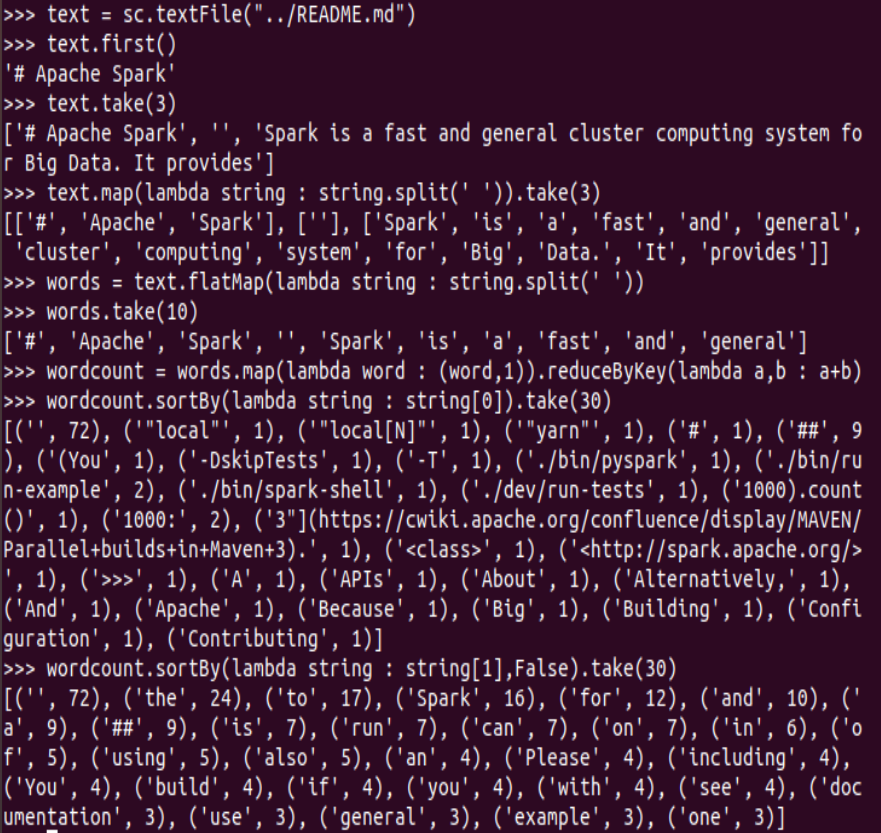 >>> text = sc.textFile("../README.md")
>>> text.first()
'# Apache Spark'
>>> text.take(3)
['# Apache Spark', '', 'Spark is a fast and general cluster computing system fo
r Big Data. It provides']
>>> text.map(lambda string : string.split(' ')).take(3)
[['#', 'Apache', 'Spark'], [''], ['Spark', 'is', 'a', 'fast', 'and', 'general',
 'cluster', 'computing', 'system', 'for', 'Big', 'Data.', 'It', 'provides']]
>>> words = text.flatMap(lambda string : string.split(' '))
>>> words.take(10)
['#', 'Apache', 'Spark', '', 'Spark', 'is', 'a', 'fast', 'and', 'general']
>>> wordcount = words.map(lambda word : (word,1)).reduceByKey(lambda a,b : a+b)
>>> wordcount.sortBy(lambda string : string[0]).take(30)
[('', 72), ('"local"', 1), ('"local[N]"', 1), ('"yarn"', 1), ('#', 1), ('##', 9
), ('(You', 1), ('-DskipTests', 1), ('-T', 1), ('./bin/pyspark', 1), ('./bin/ru
n-example', 2), ('./bin/spark-shell', 1), ('./dev/run-tests', 1), ('1000).count
()', 1), ('1000:', 2), ('3"](https://cwiki.apache.org/confluence/display/MAVEN/
Parallel+builds+in+Maven+3).', 1), ('<class>', 1), ('<http://spark.apache.org/>
', 1), ('>>>', 1), ('A', 1), ('APIs', 1), ('About', 1), ('Alternatively,', 1),
('And', 1), ('Apache', 1), ('Because', 1), ('Big', 1), ('Building', 1), ('Confi
guration', 1), ('Contributing', 1)]
>>> wordcount.sortBy(lambda string : string[1],False).take(30)
[('', 72), ('the', 24), ('to', 17), ('Spark', 16), ('for', 12), ('and', 10), ('
a', 9), ('##', 9), ('is', 7), ('run', 7), ('can', 7), ('on', 7), ('in', 6), ('o
f', 5), ('using', 5), ('also', 5), ('an', 4), ('Please', 4), ('including', 4),
('You', 4), ('build', 4), ('if', 4), ('you', 4), ('with', 4), ('see', 4), ('doc
umentation', 3), ('use', 3), ('general', 3), ('example', 3), ('one', 3)]